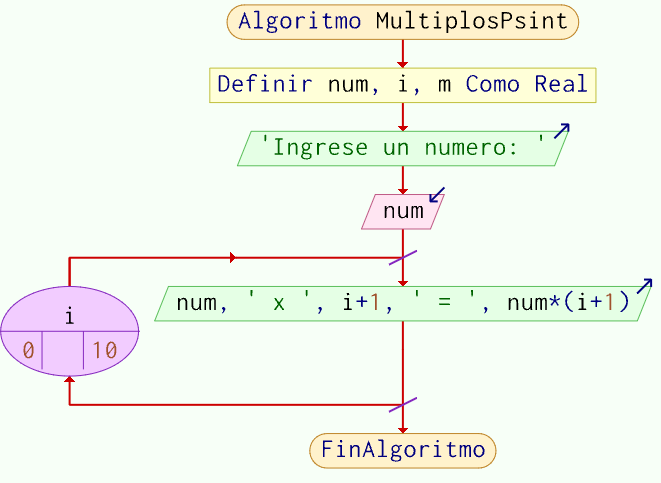 Algoritmo MultiplosPsint
Definir num, i, m Como Real
'Ingrese un numero: '
num
num, ' x ', i+1, ' = ', num*(i+1)
i
0 10
FinAlgoritmo